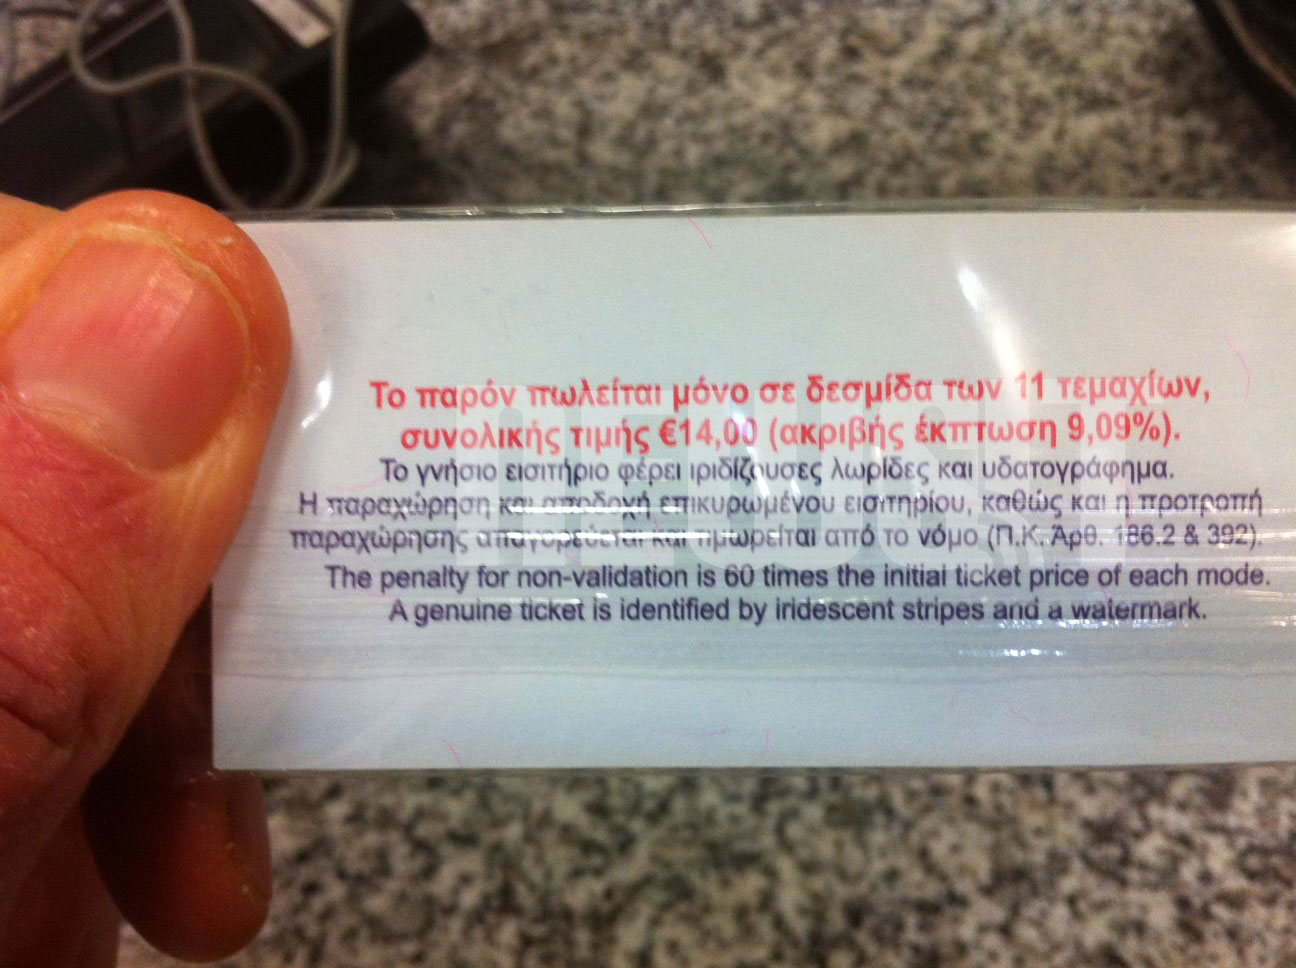 Το παρόν πωλείται μόνο σε δεσμίδα των 11 τεμαχίων,
συνολικής τιμής €14,00 (ακριβής έκπτωση 9,09%).
Το γνήσιο εισιτήριο φέρει ιριδίζουσες λωρίδες και υδατογράφημα.
Η παραχώρηση και αποδοχή επικυρωμένου εισιτηρίου, καθώς και η προτροπή
παραχώρησης απαγορεύεται και τιμωρείται από το νόμο (Π.Κ. Άρθ. 386.2 & 392).
The penalty for non-validation is 60 times the initial ticket price of each mode.
A genuine ticket is identified by iridescent stripes and a watermark.